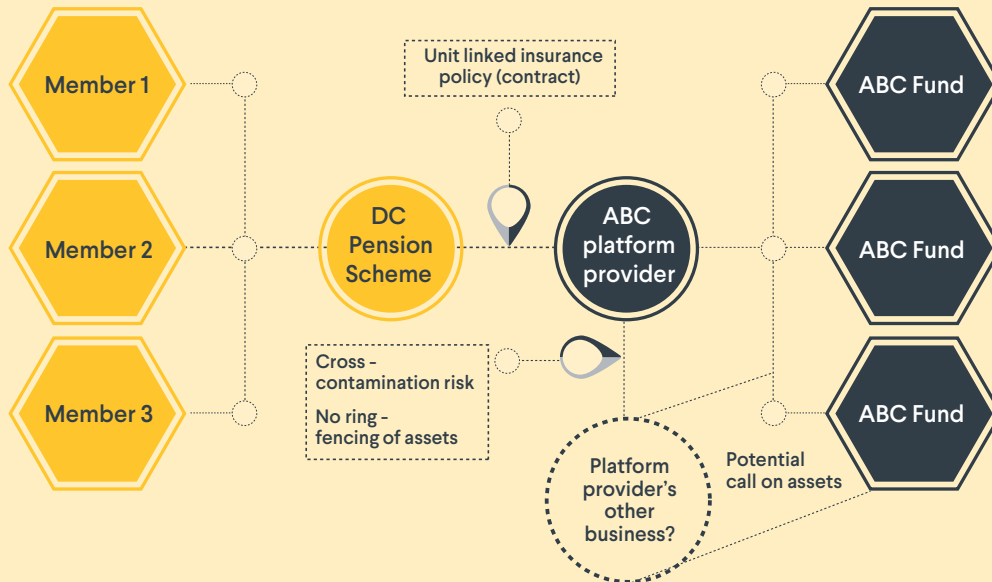 Unit linked insurance
policy (contract)
Member 1
ABC Fund
Member 2
DC
Pension
Scheme
ABC
platform
provider
ABC Fund
Cross -
contamination risk
No ring -
fencing of assets
Member 3
ABC Fund
Platform
provider's
other
business?
Potential
call on assets